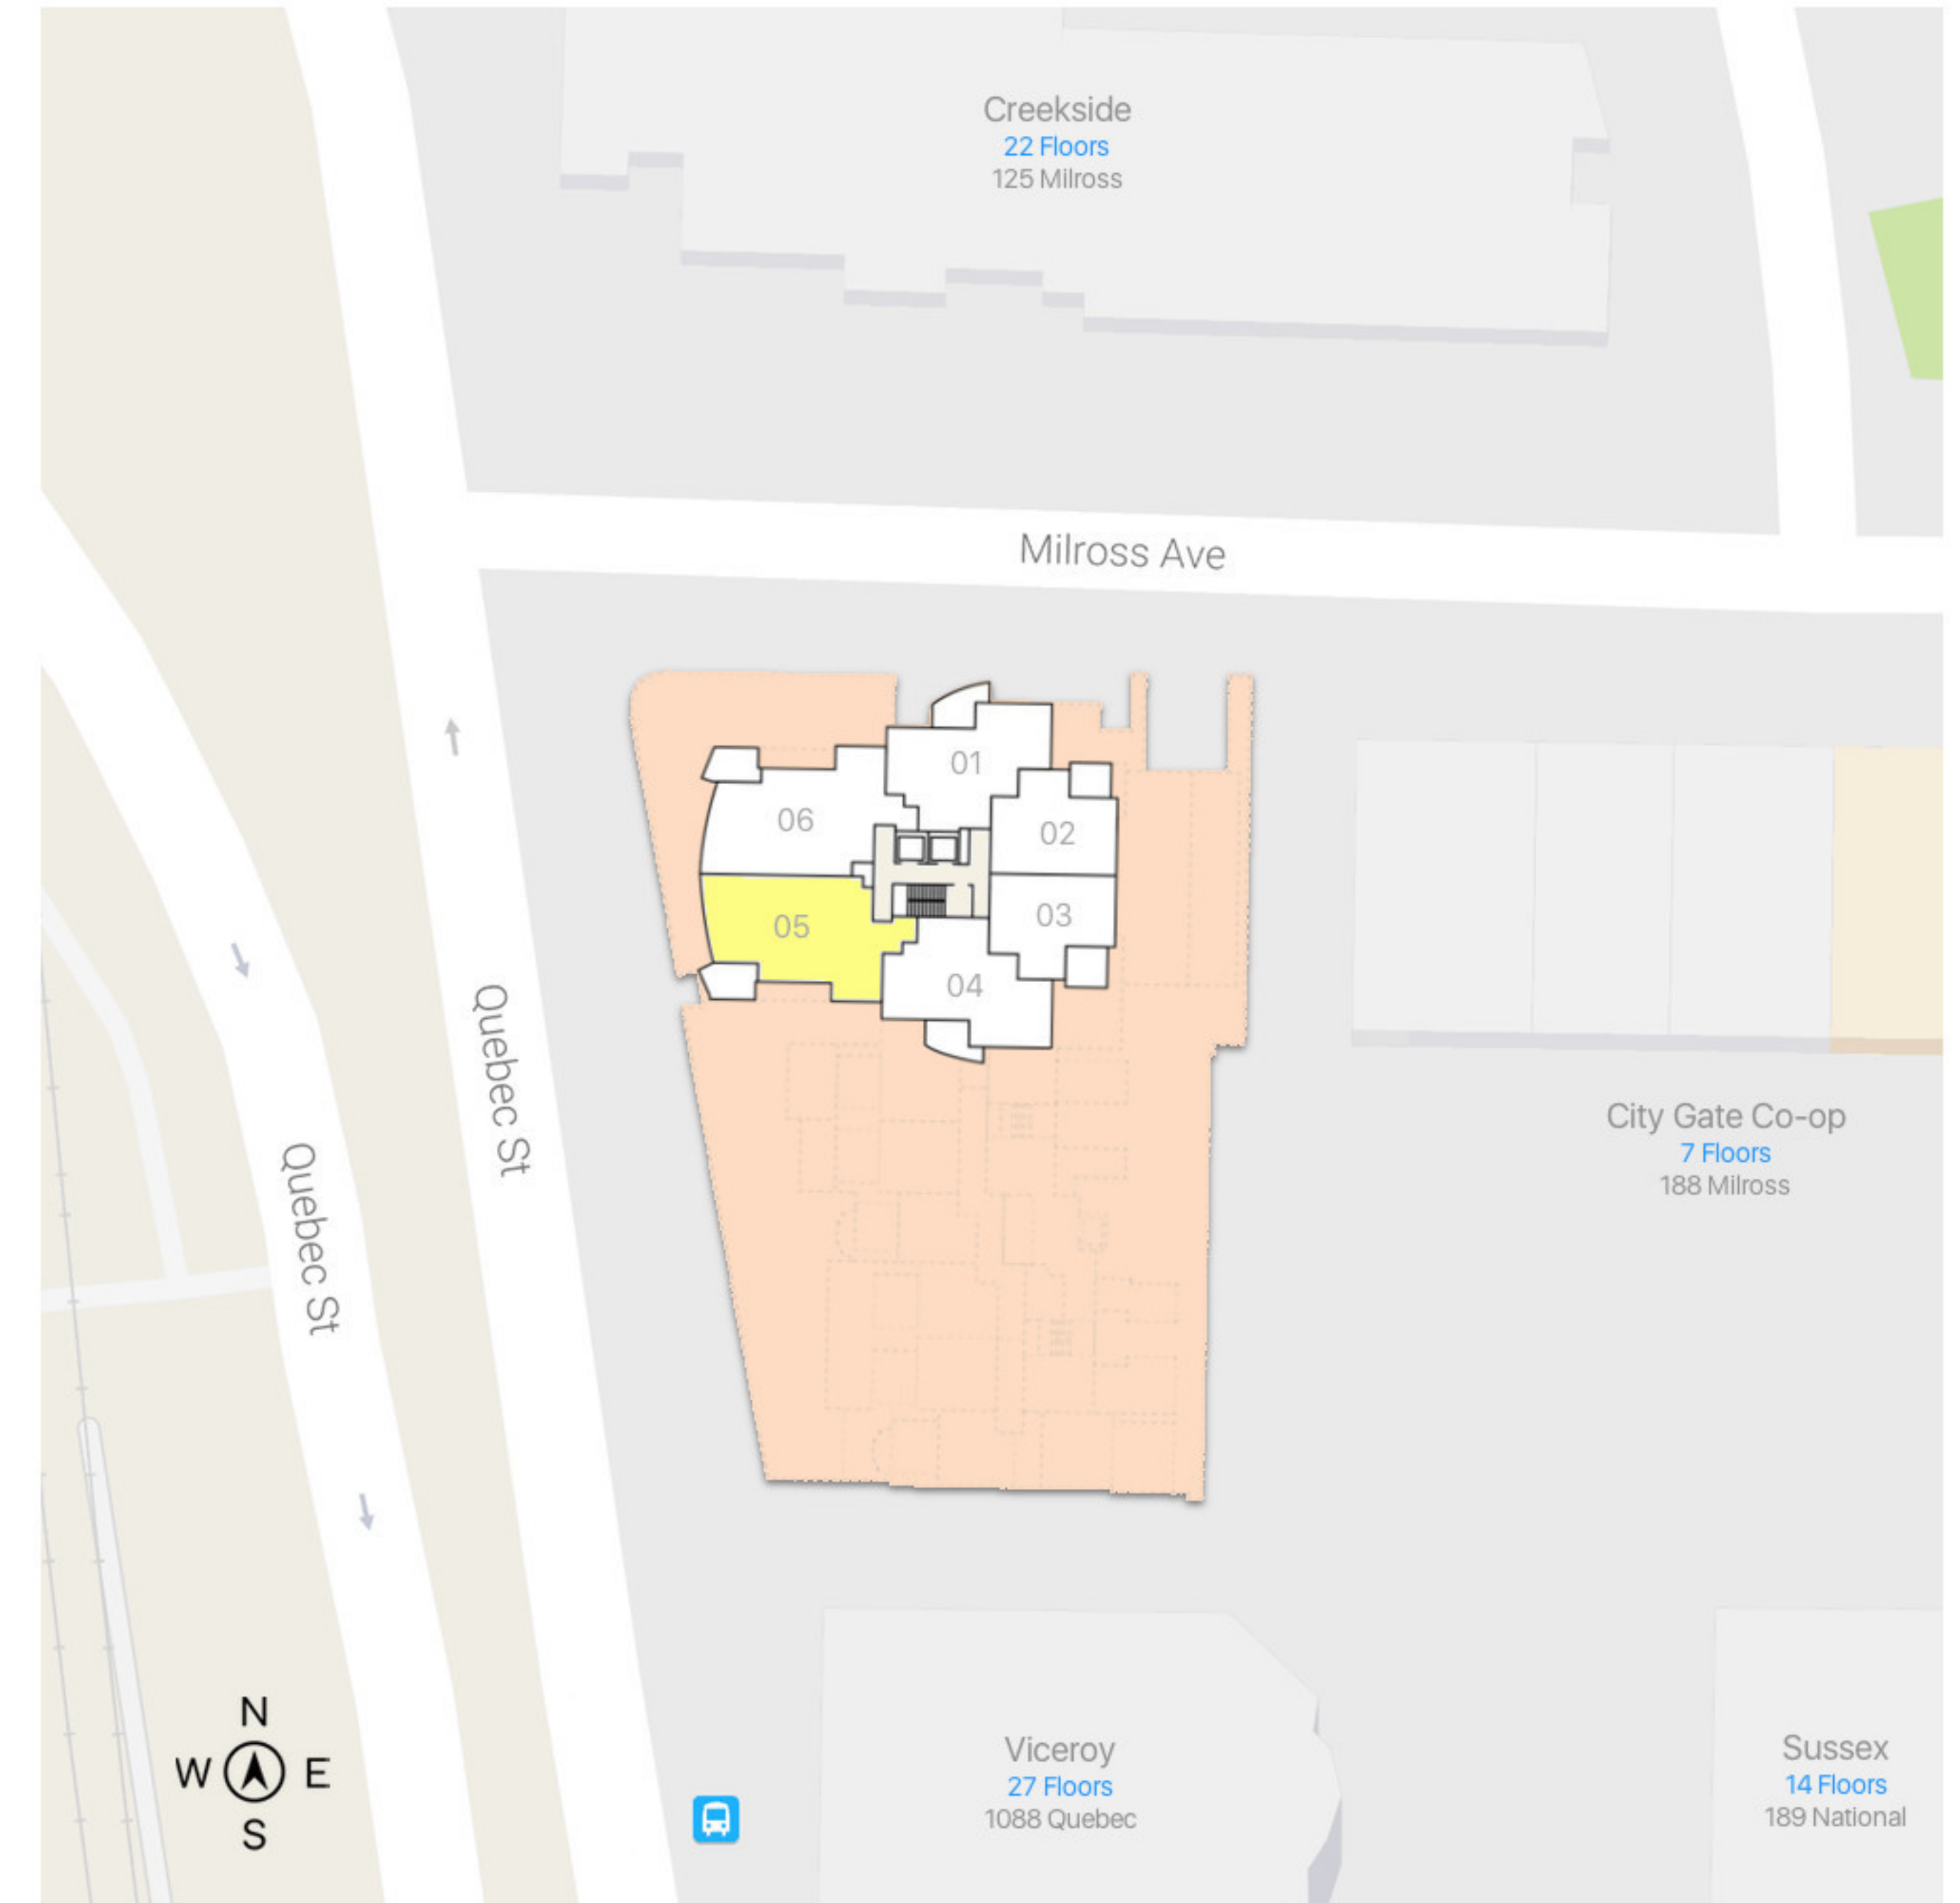 Creekside
22 Floors
125 Milross
Milross Ave
01
06
02
03
05
04
Quebec St
Quebec St
City Gate Co-op
7 Floors
188 Milross
N
W E
S
Viceroy
27 Floors
1088 Quebec
Sussex
14 Floors
189 National